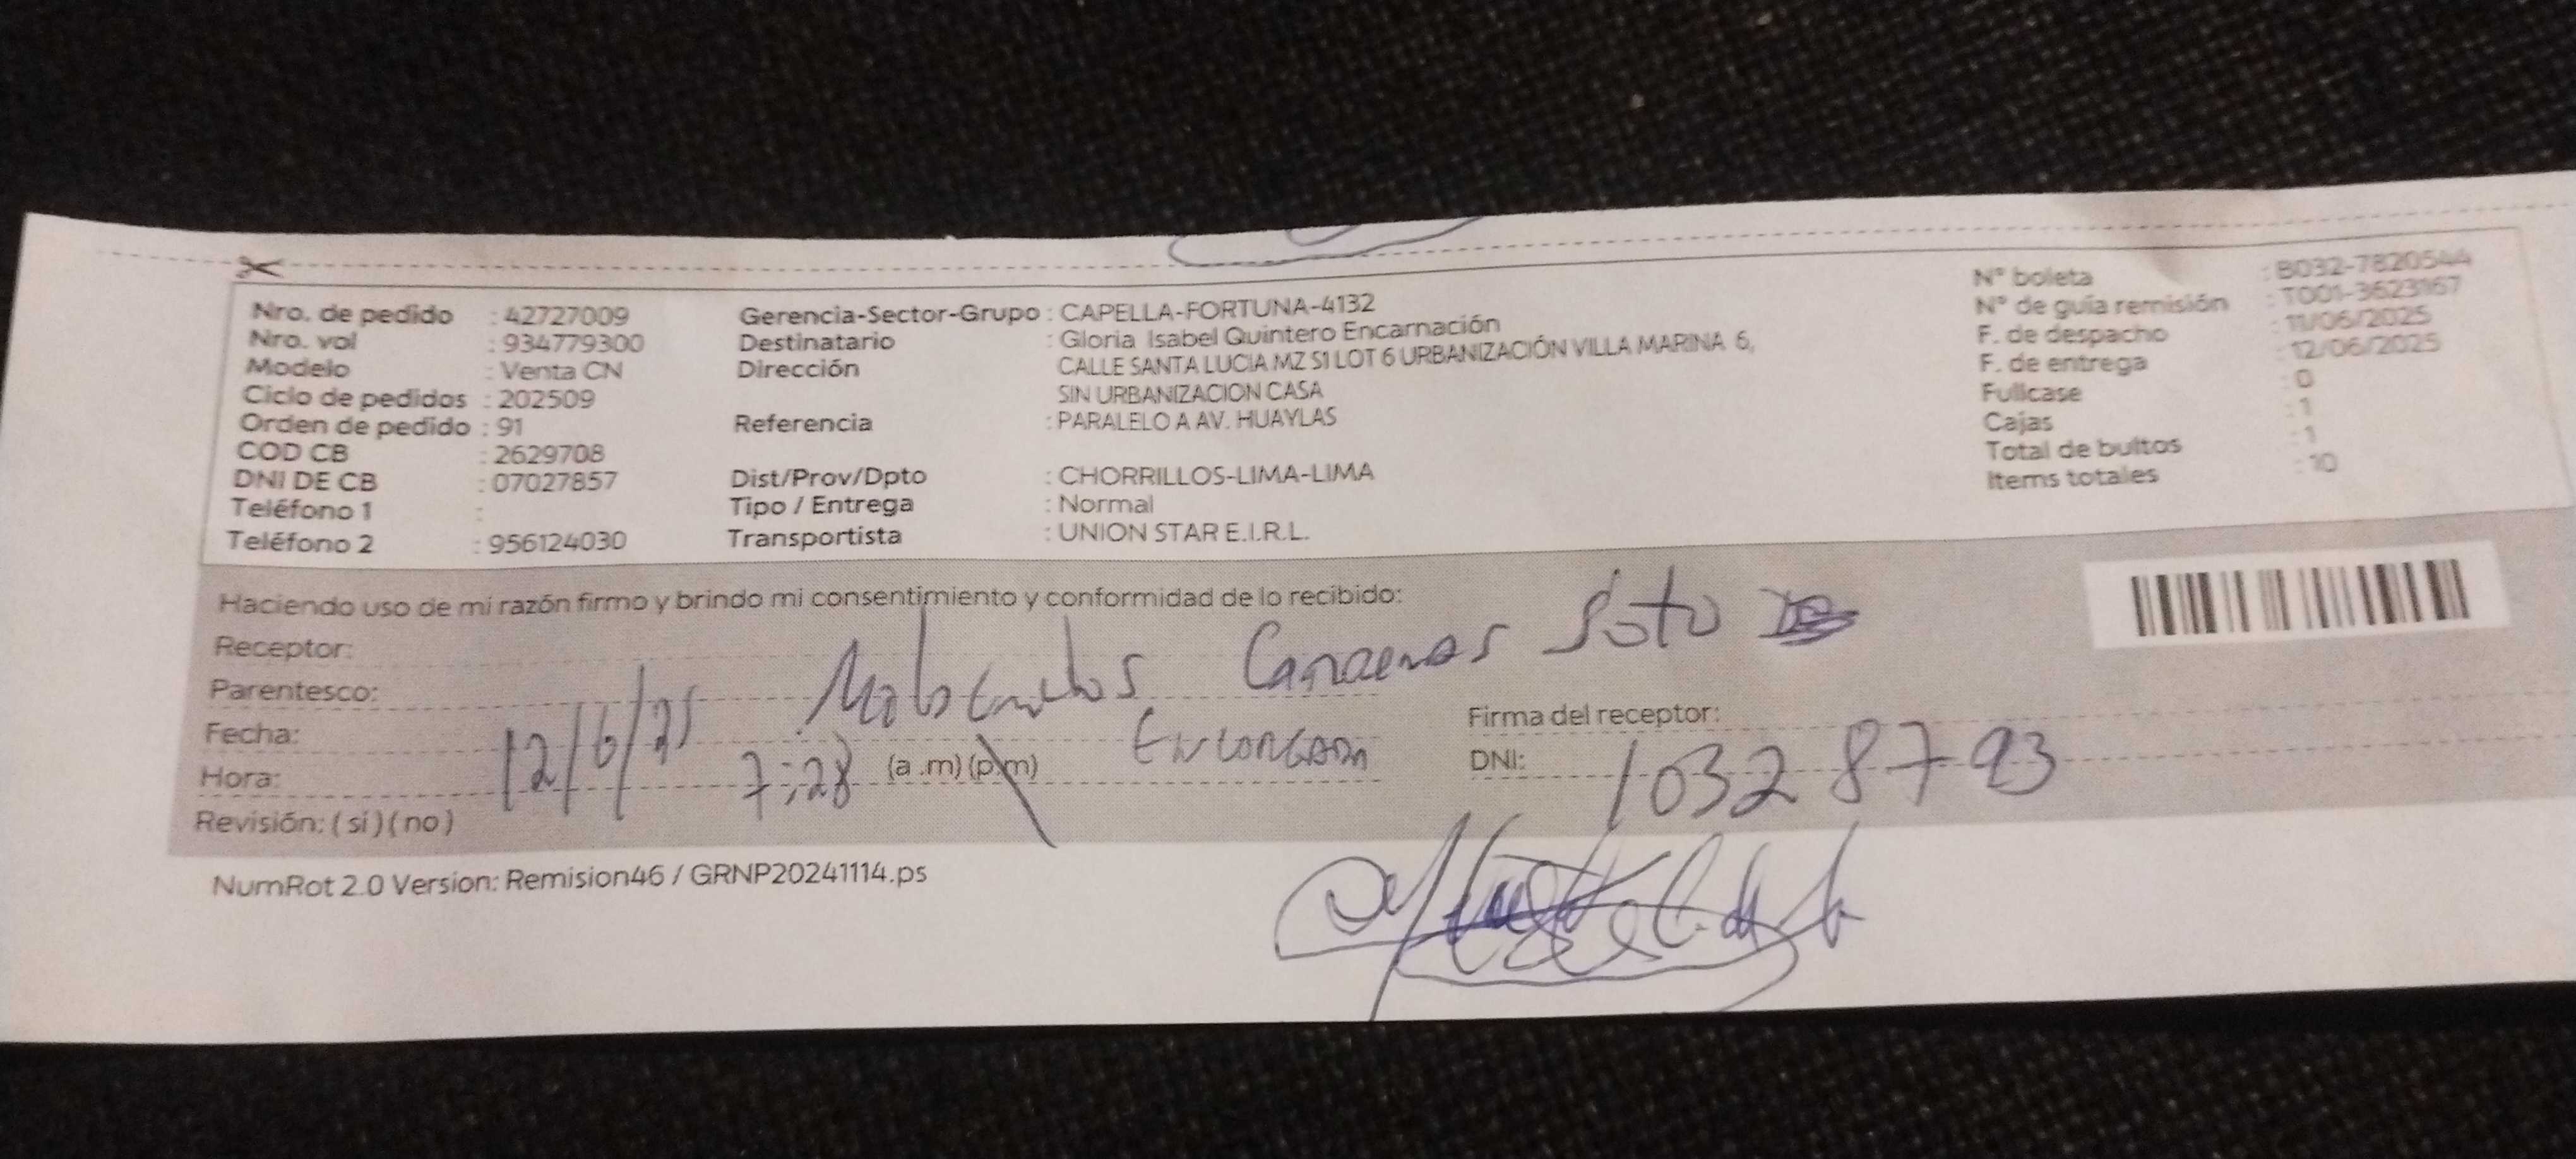 Nro. de pedido : 42727009
Nro. vol : 934779300
Modelo : Venta CN
Ciclo de pedidos : 202509
Orden de pedido : 91
COD CB : 2629708
DNI DE CB : 07027857
Teléfono 1 :
Teléfono 2 : 956124030
Gerencia-Sector-Grupo : CAPELLA-FORTUNA-4132
Destinatario : Gloria Isabel Quintero Encarnación
Dirección : CALLE SANTA LUCIA MZ S1 LOT 6 URBANIZACIÓN VILLA MARINA 6,
SIN URBANIZACION CASA
Referencia : PARALELO A AV. HUAYLAS
Dist/Prov/Dpto : CHORRILLOS-LIMA-LIMA
Tipo / Entrega : Normal
Transportista : UNION STAR E.I.R.L.
N° boleta : B032-7820544
N° de guía remisión : T001-3623167
F. de despacho : 11/06/2025
F. de entrega : 12/06/2025
Fullcase : 0
Cajas : 1
Total de bultos : 1
Items totales : 10
Haciendo uso de mi razón firmo y brindo mi consentimiento y conformidad de lo recibido:
Receptor: Soto
Parentesco:
Fecha: 12/6/25
Hora: 7:28 (a .m) (p.m)
Revisión: ( sí ) ( no )
Firma del receptor:
DNI: 10328793
NumRot 2.0 Version: Remision46 / GRNP20241114.ps